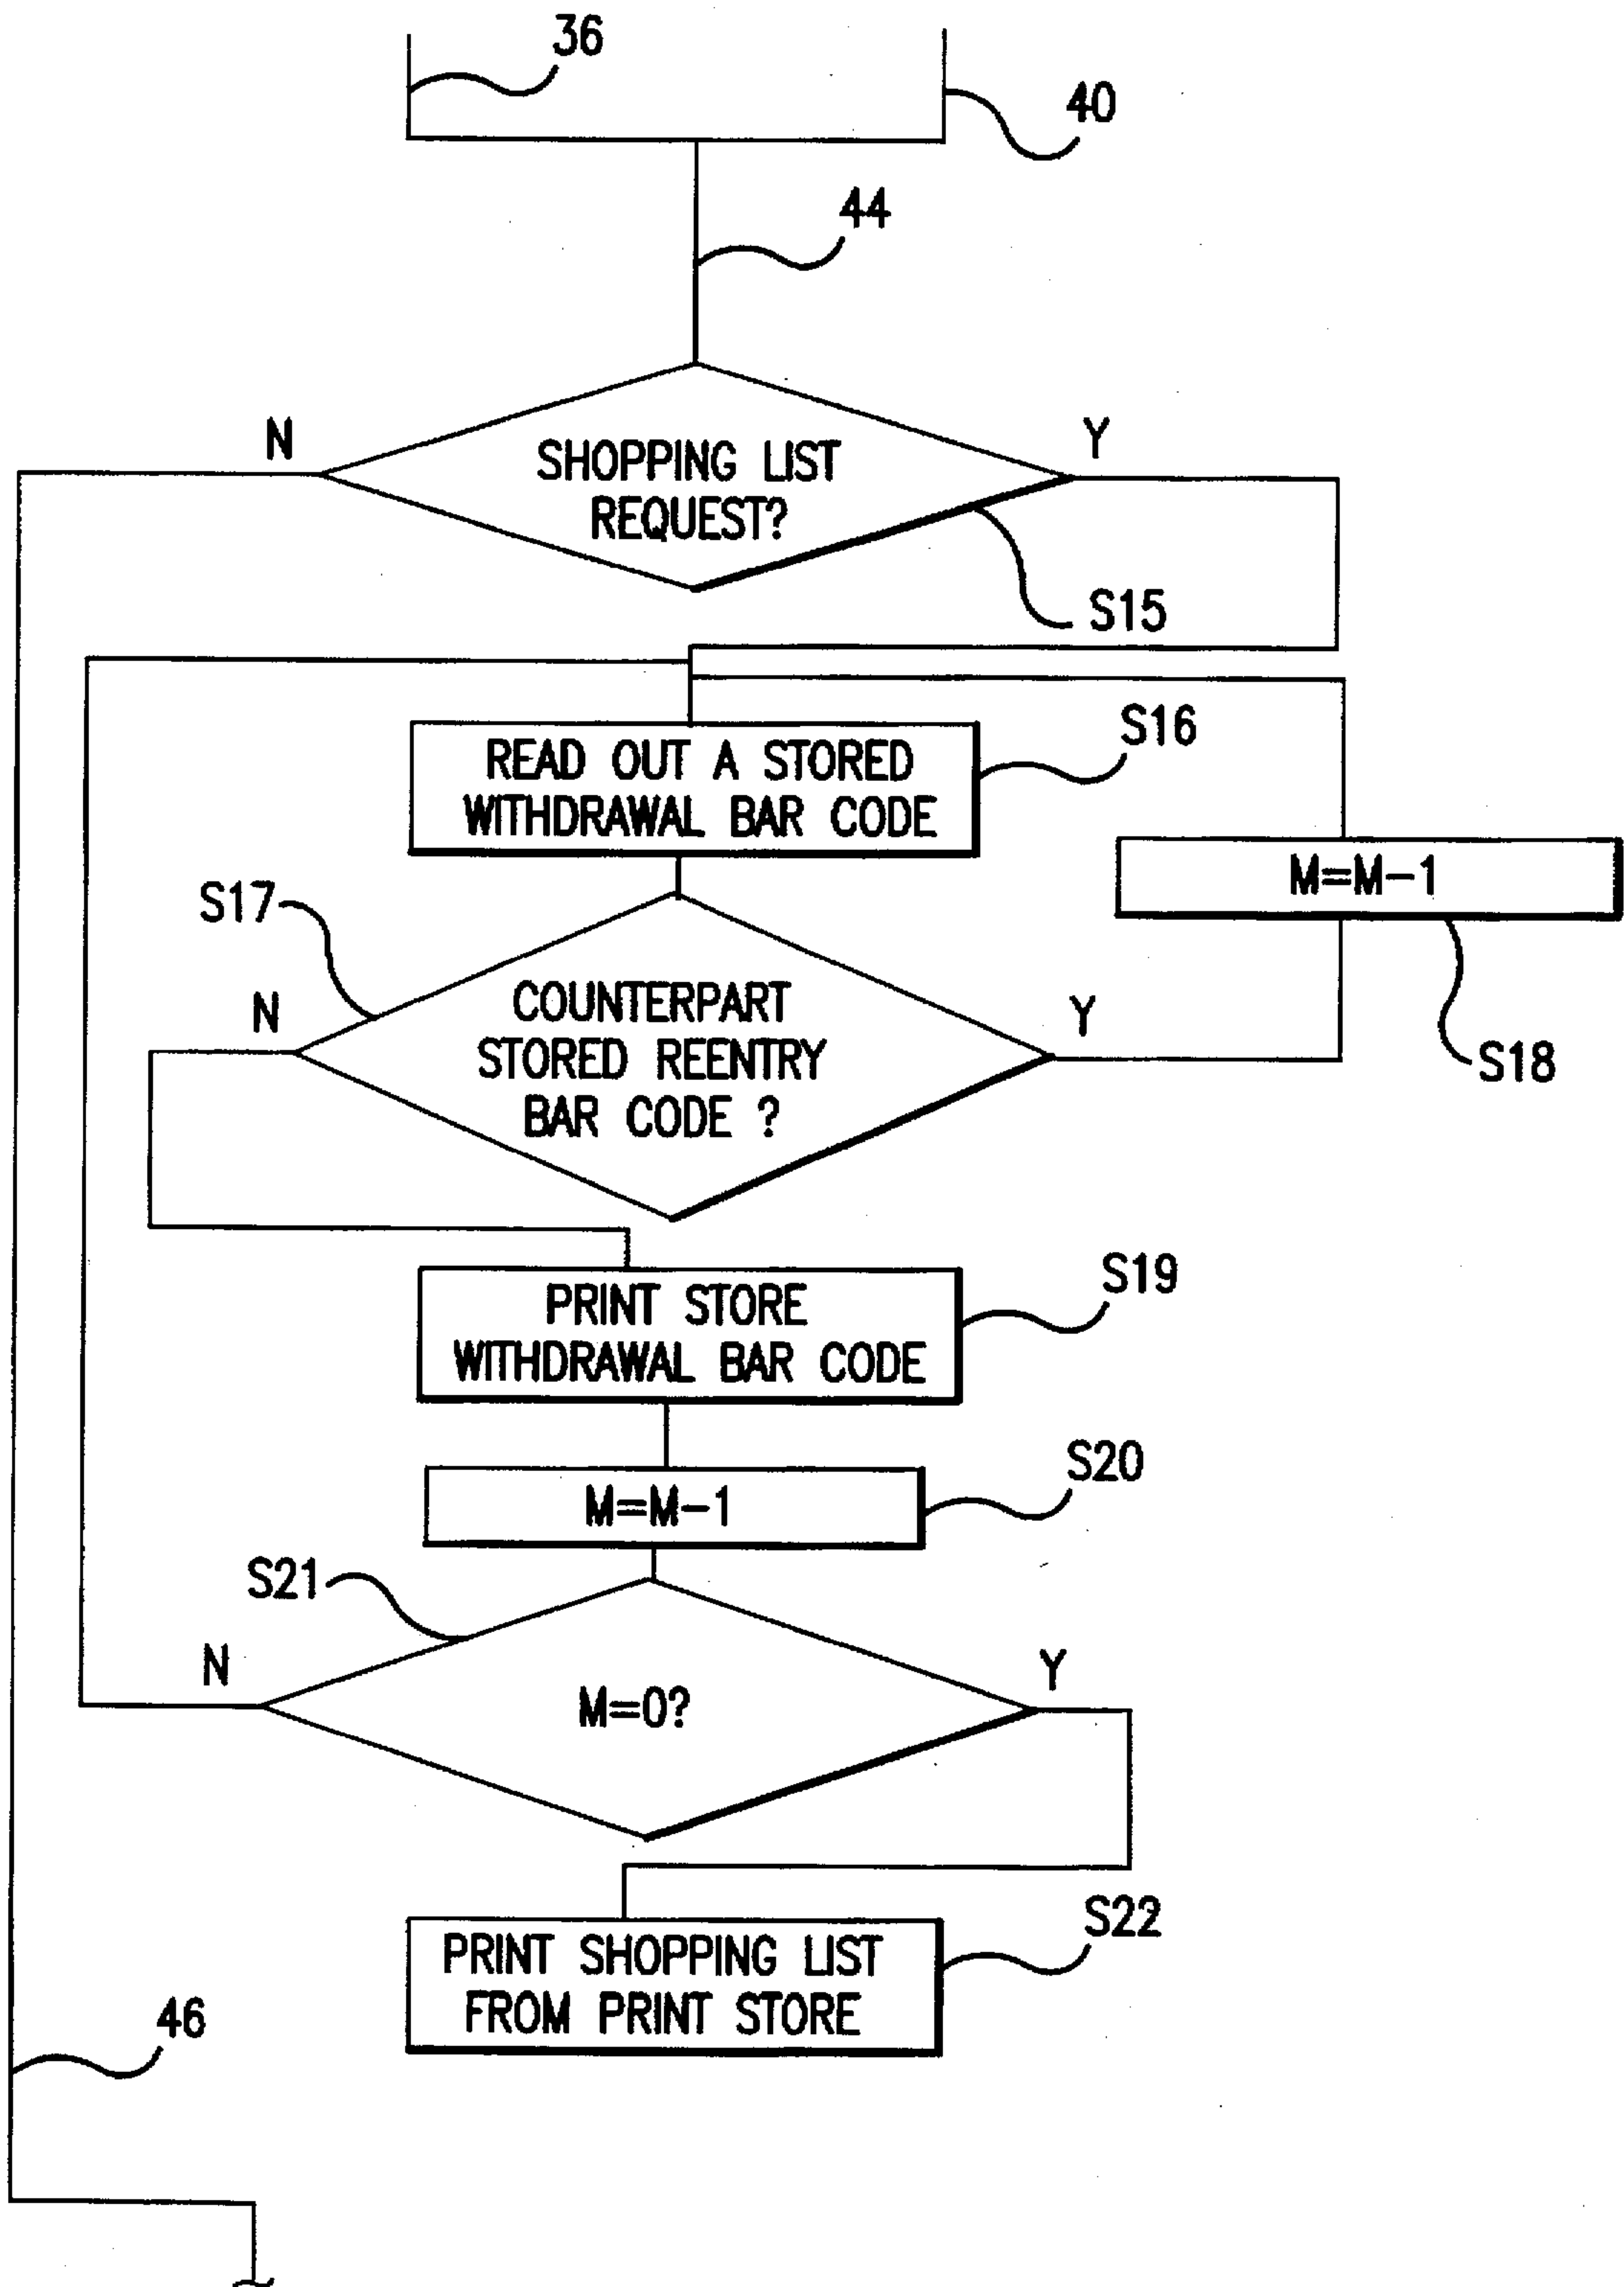 36
40
44
N
Y
SHOPPING LIST
REQUEST?
S15
S16
READ OUT A STORED
WITHDRAWAL BAR CODE
M=M-1
S17
N
Y
COUNTERPART
STORED REENTRY
BAR CODE ?
S18
S19
PRINT STORE
WITHDRAWAL BAR CODE
S20
M=M-1
S21
N
Y
M=0?
S22
PRINT SHOPPING LIST
FROM PRINT STORE
46